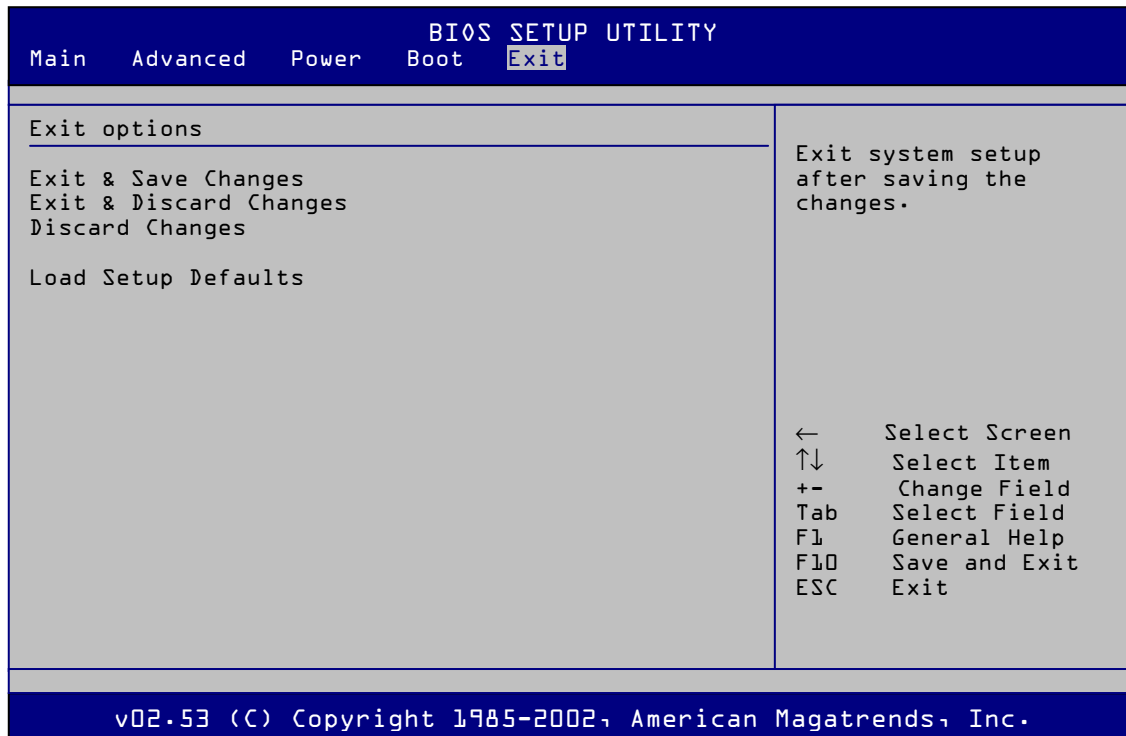 BIOS SETUP UTILITY
Main Advanced Power Boot Exit
Exit options
Exit & Save Changes
Exit & Discard Changes
Discard Changes
Load Setup Defaults
Exit system setup
after saving the
changes.
← Select Screen
↑↓ Select Item
+- Change Field
Tab Select Field
F1 General Help
F10 Save and Exit
ESC Exit
v02.53 (C) Copyright 1985-2002, American Magatrends, Inc.